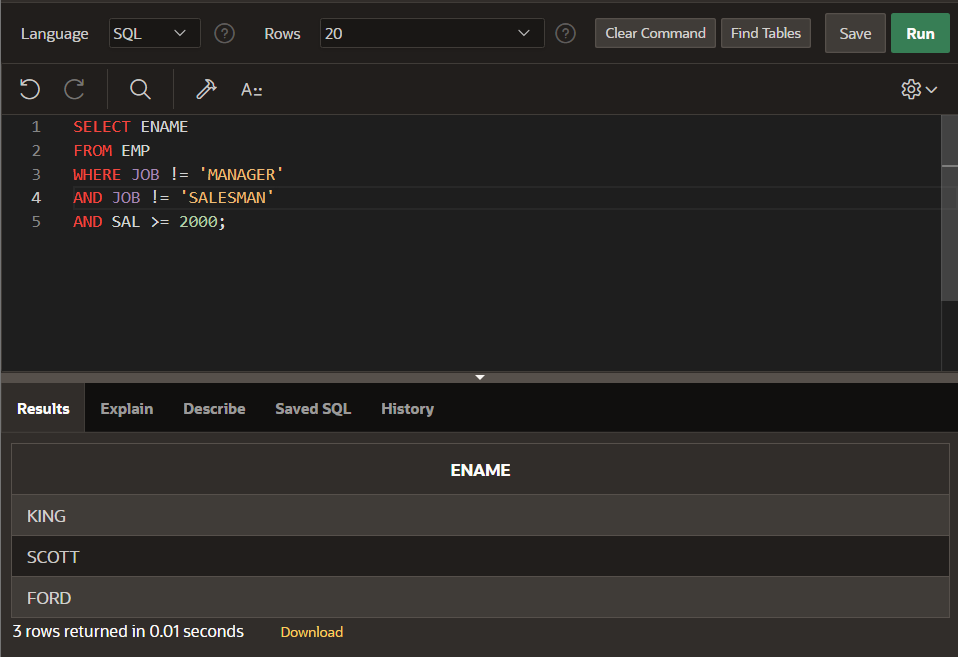 Language SQL ? Rows 20 ? Clear Command Find Tables Save Run
A::
1 SELECT ENAME
2 FROM EMP
3 WHERE JOB != 'MANAGER'
4 AND JOB != 'SALESMAN'
5 AND SAL >= 2000;
Results Explain Describe Saved SQL History
ENAME
KING
SCOTT
FORD
3 rows returned in 0.01 seconds Download